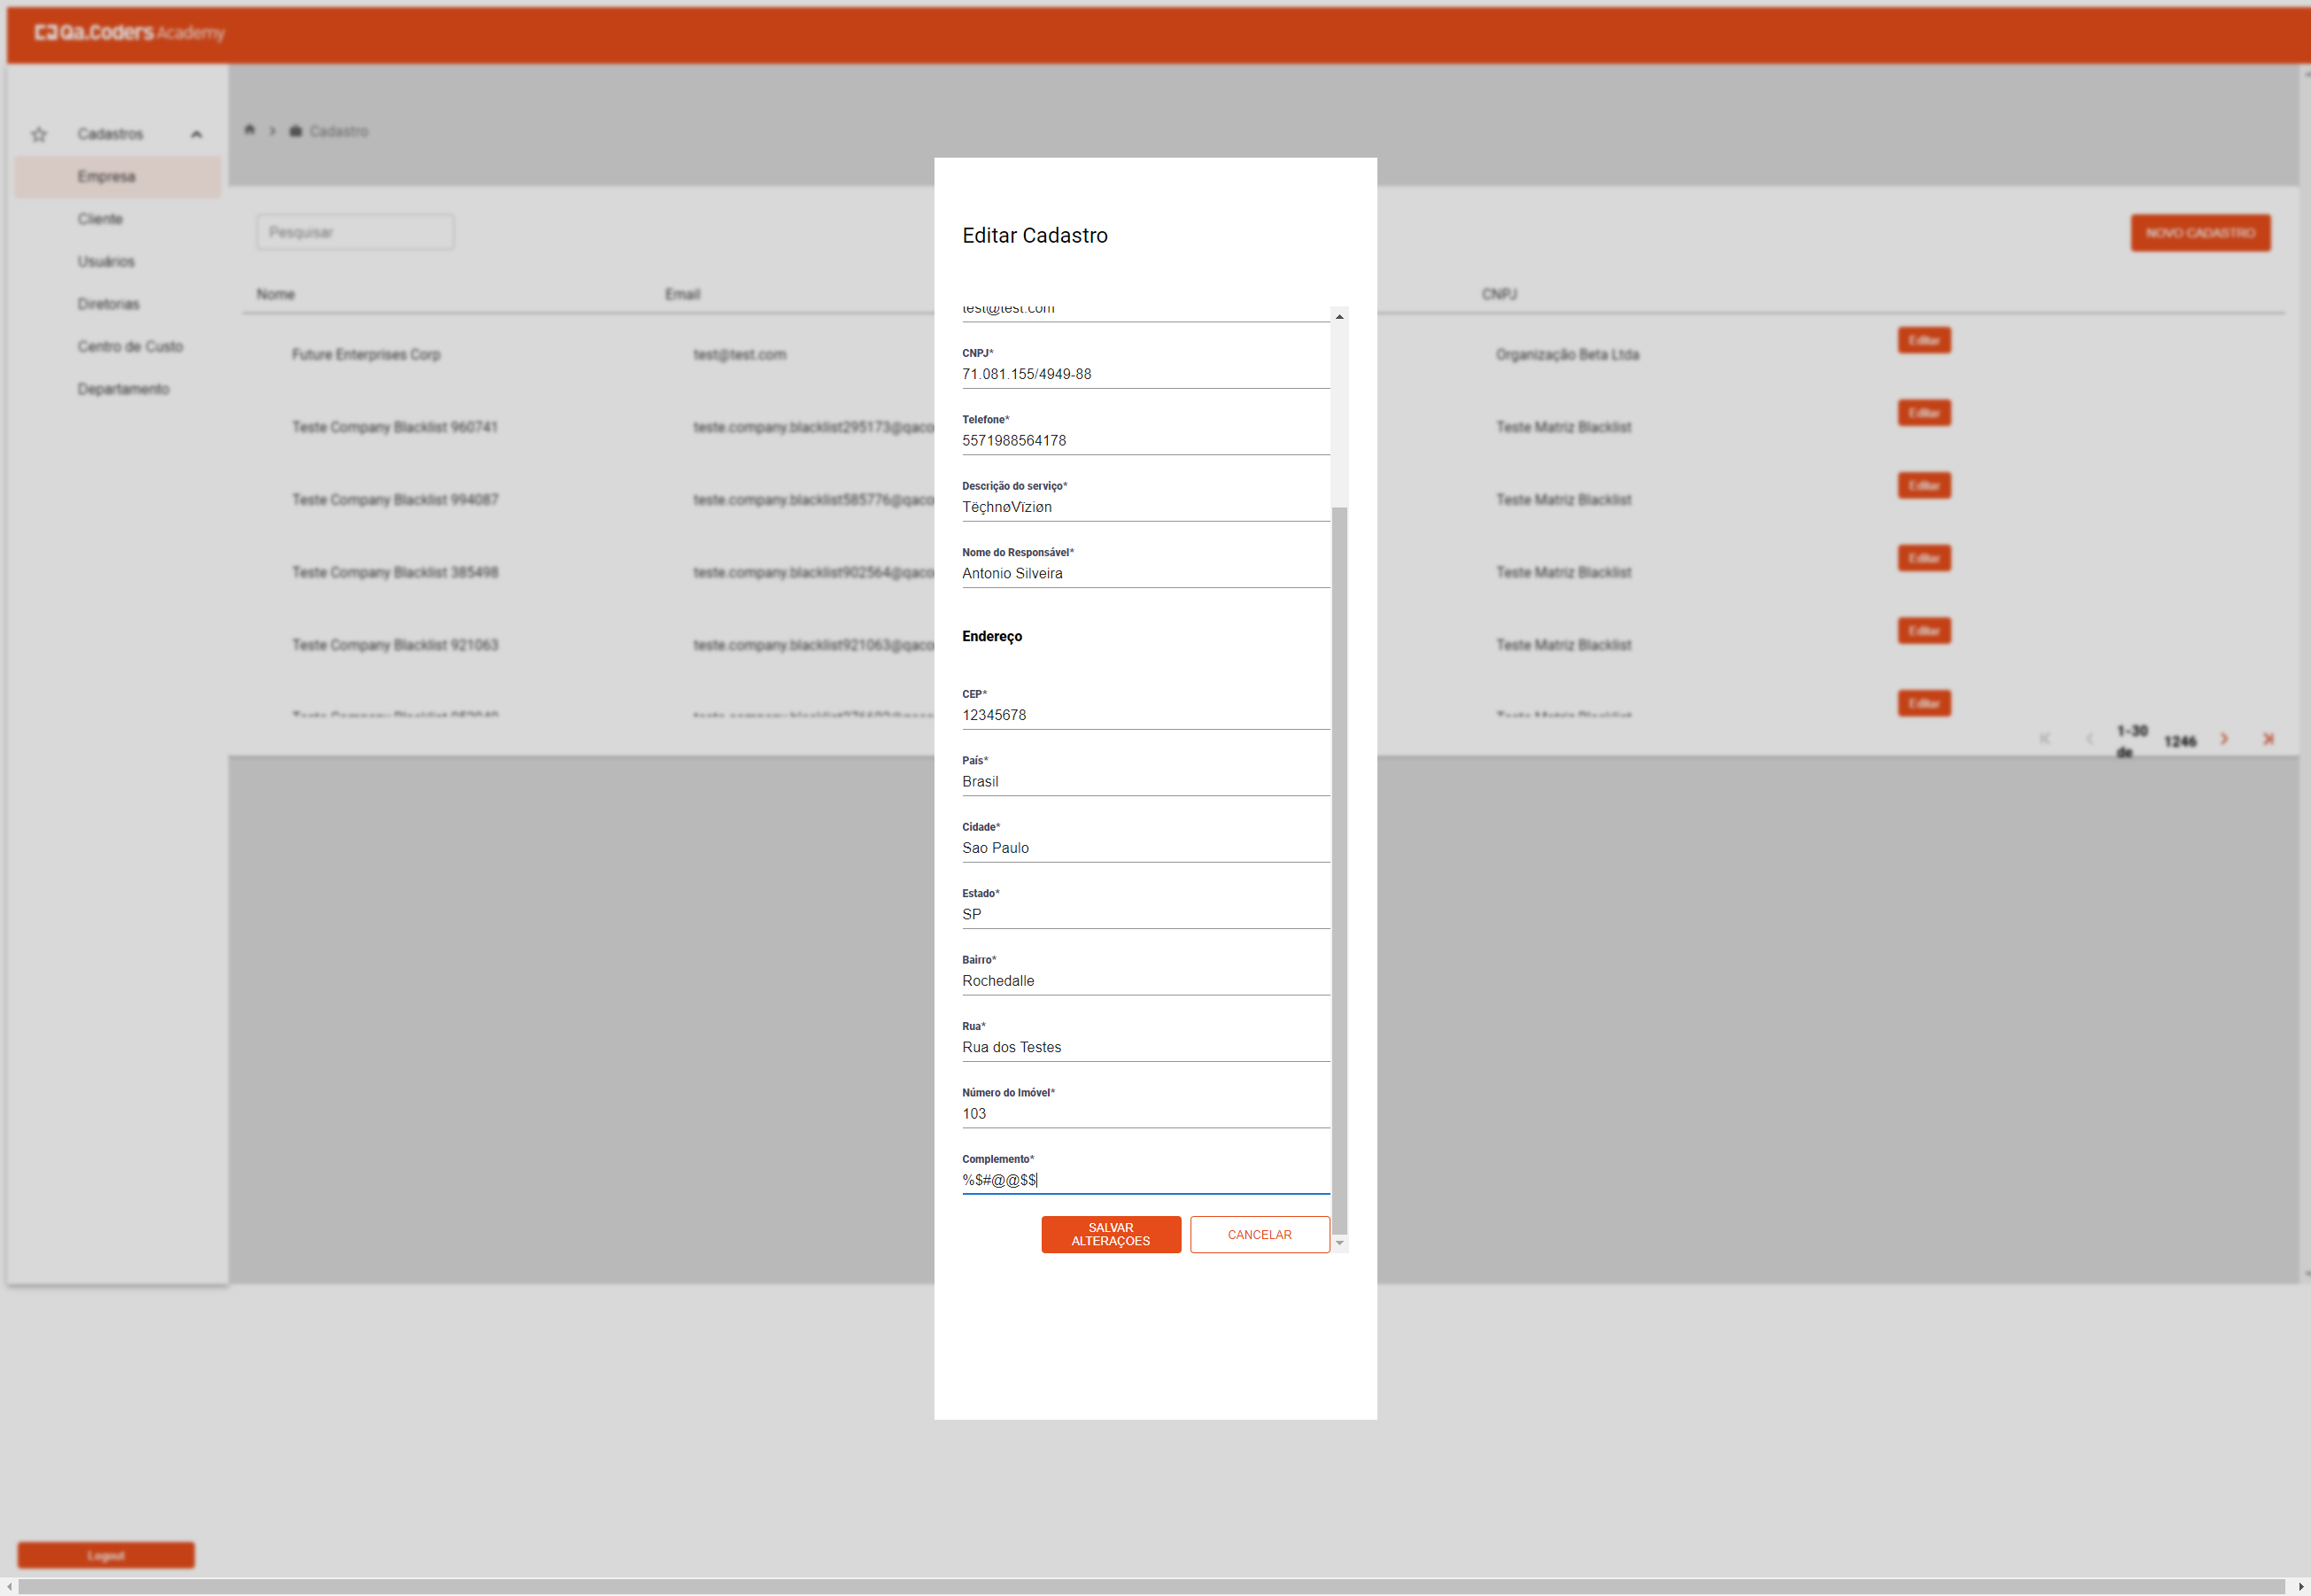 Qa.Coders Academy
Cadastros
Cadastro
Empresa
Cliente
Usuários
Diretorias
Centro de Custo
Departamento
Pesquisar
NOVO CADASTRO
Nome
Email
CNPJ
Future Enterprises Corp
test@test.com
Organização Beta Ltda
Editar
Teste Company Blacklist 960741
teste.company.blacklist295173@qaco
Teste Matriz Blacklist
Editar
Teste Company Blacklist 994087
teste.company.blacklist585776@qaco
Teste Matriz Blacklist
Editar
Teste Company Blacklist 385498
teste.company.blacklist902564@qaco
Teste Matriz Blacklist
Editar
Teste Company Blacklist 921063
teste.company.blacklist921063@qaco
Teste Matriz Blacklist
Editar
Teste Matriz Blacklist
Editar
1-30
de
1246
Logout
Editar Cadastro
test@test.com
CNPJ*
71.081.155/4949-88
Telefone*
5571988564178
Descrição do serviço*
TëçhnøVïziøn
Nome do Responsável*
Antonio Silveira
Endereço
CEP*
12345678
País*
Brasil
Cidade*
Sao Paulo
Estado*
SP
Bairro*
Rochedalle
Rua*
Rua dos Testes
Número do Imóvel*
103
Complemento*
%$#@@$$
SALVAR
ALTERAÇOES
CANCELAR